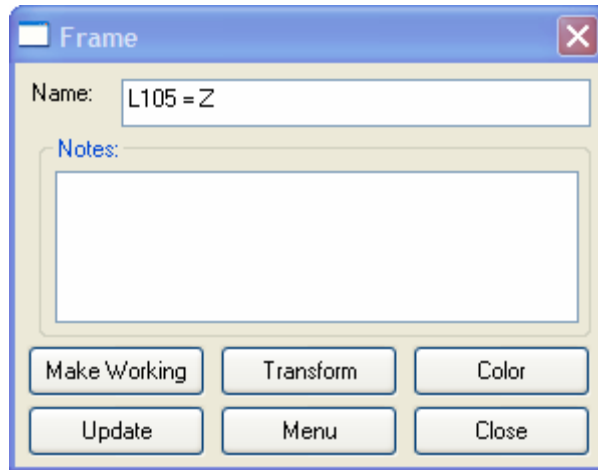 Frame
Name: L105 = Z
Notes:
Make Working Transform Color
Update Menu Close